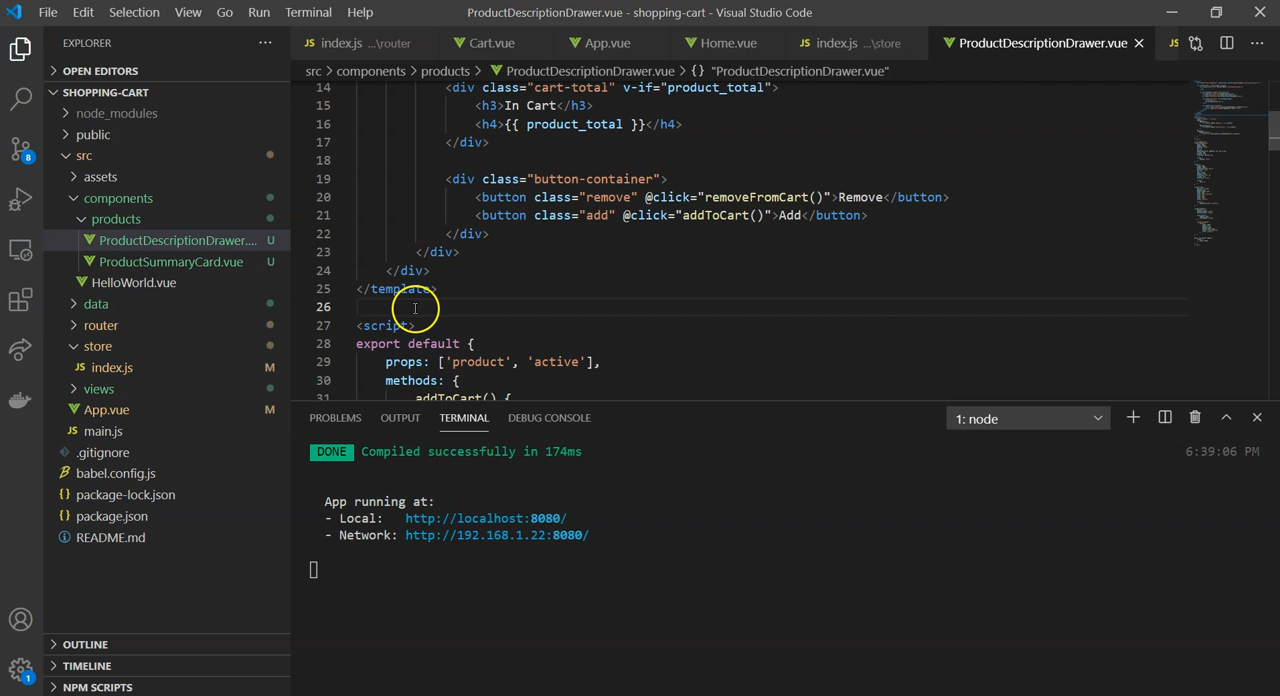 File Edit Selection View Go Run Terminal Help ProductDescriptionDrawer.vue - shopping-cart - Visual Studio Code
EXPLORER
index.js ...\router Cart.vue App.vue Home.vue index.js ...\store ProductDescriptionDrawer.vue JS
OPEN EDITORS
src > components > products > ProductDescriptionDrawer.vue > {} "ProductDescriptionDrawer.vue"
SHOPPING-CART
node_modules
public
src
assets
components
products
ProductDescriptionDrawer.... U
ProductSummaryCard.vue U
HelloWorld.vue
data
router
store
JS index.js M
views
App.vue M
JS main.js
.gitignore
babel.config.js
{} package-lock.json
{} package.json
README.md
OUTLINE
TIMELINE
NPM SCRIPTS
8
1
14 <div class="cart-total" v-if="product_total">
15 <h3>In Cart</h3>
16 <h4>{{ product_total }}</h4>
17 </div>
18
19 <div class="button-container">
20 <button class="remove" @click="removeFromCart()">Remove</button>
21 <button class="add" @click="addToCart()">Add</button>
22 </div>
23 </div>
24 </div>
25 </template>
26
27 <script>
28 export default {
29 props: ['product', 'active'],
30 methods: {
31 addToCart() {
PROBLEMS OUTPUT TERMINAL DEBUG CONSOLE 1: node
DONE Compiled successfully in 174ms 6:39:06 PM
App running at:
- Local: http://localhost:8080/
- Network: http://192.168.1.22:8080/